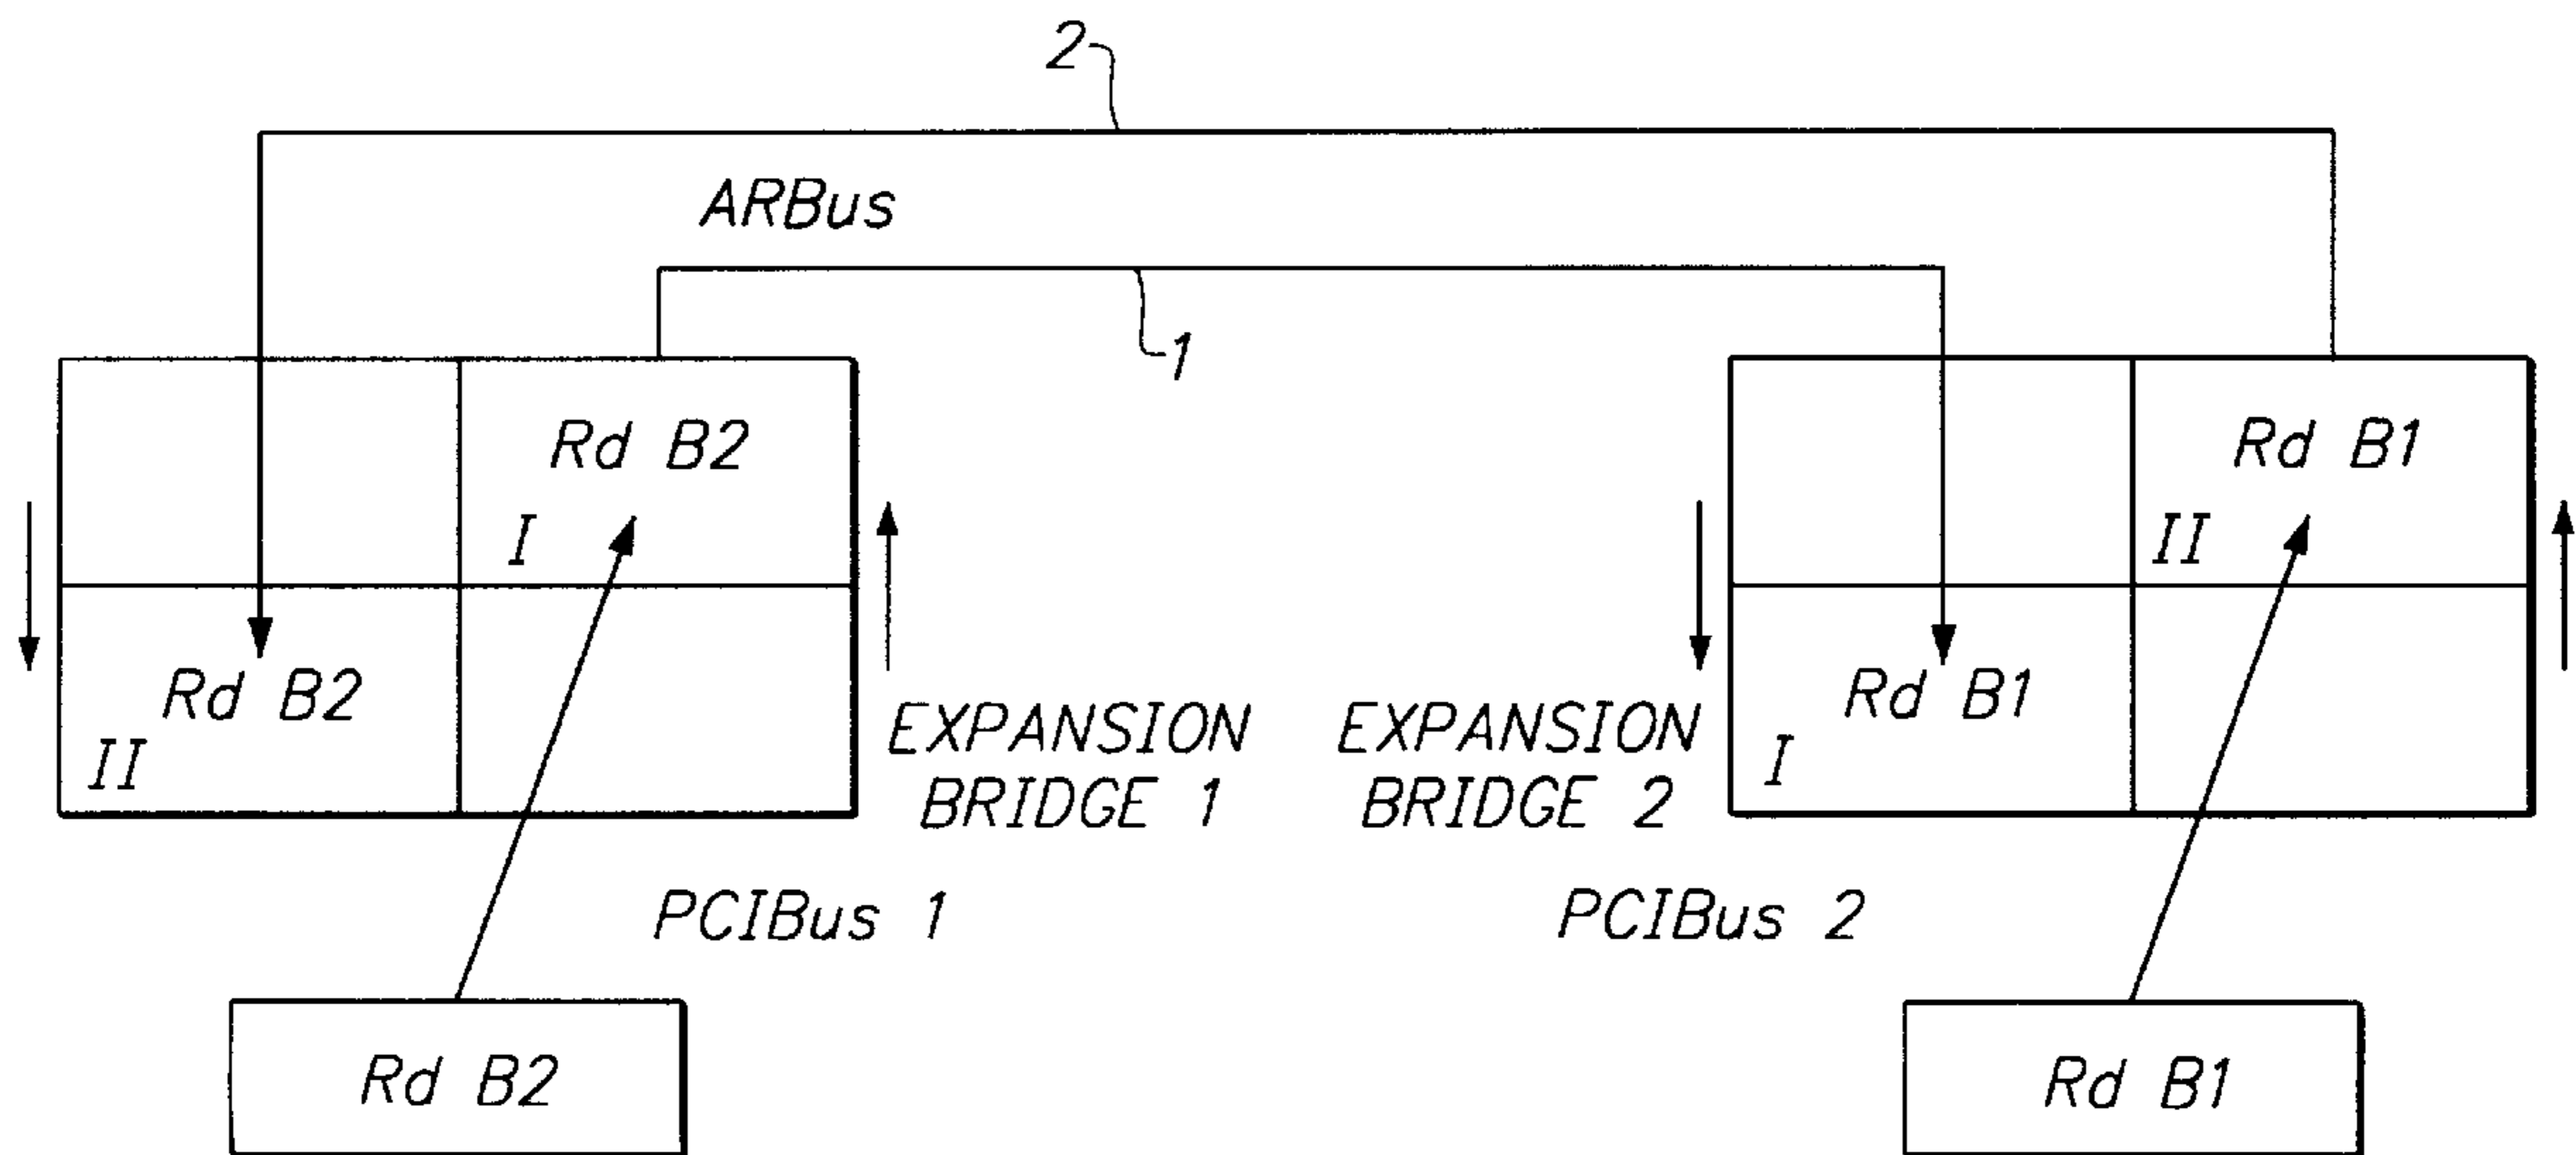 2
ARBus
1
Rd B2
I
Rd B1
II
Rd B2
II
Rd B1
I
EXPANSION
BRIDGE 1
EXPANSION
BRIDGE 2
PCIBus 1
PCIBus 2
Rd B2
Rd B1